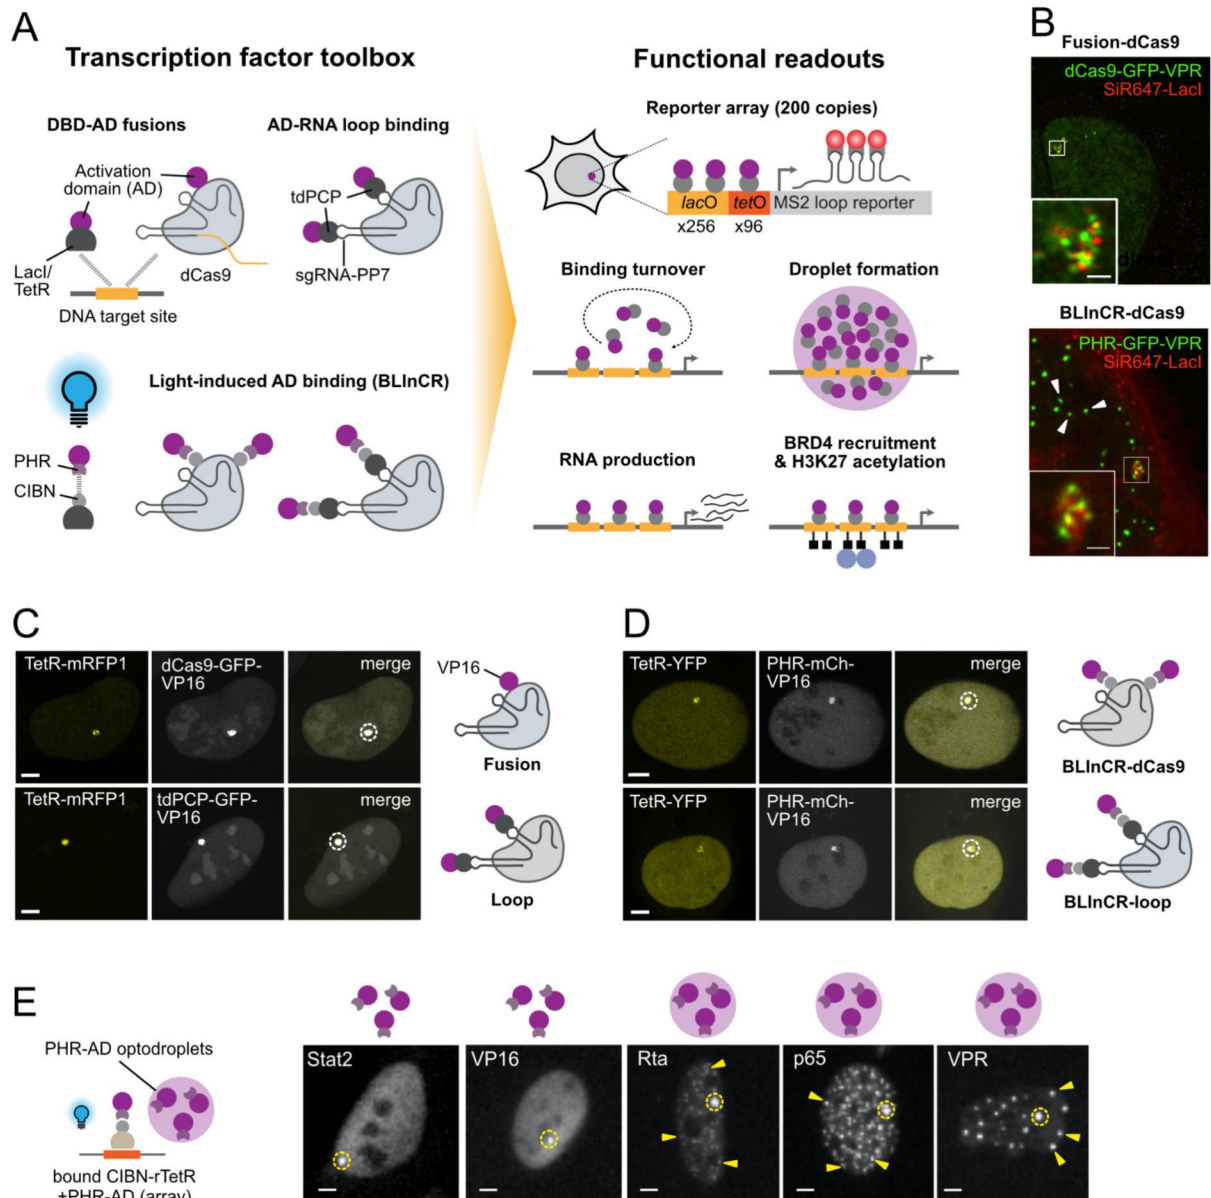 A
Transcription factor toolbox
DBD-AD fusions
AD-RNA loop binding
Activation
domain (AD)
tdPCP
LacI/
TetR
dCas9
sgRNA-PP7
DNA target site
Light-induced AD binding (BLInCR)
PHR
CIBN
Functional readouts
Reporter array (200 copies)
lacO
tetO
MS2 loop reporter
x256
x96
Binding turnover
Droplet formation
RNA production
BRD4 recruitment
& H3K27 acetylation
B
Fusion-dCas9
dCas9-GFP-VPR
SiR647-LacI
BLInCR-dCas9
PHR-GFP-VPR
SiR647-LacI
C
TetR-mRFP1
dCas9-GFP-
VP16
merge
VP16
Fusion
TetR-mRFP1
tdPCP-GFP-
VP16
merge
Loop
D
TetR-YFP
PHR-mCh-
VP16
merge
BLInCR-dCas9
TetR-YFP
PHR-mCh-
VP16
merge
BLInCR-loop
E
PHR-AD optodroplets
bound CIBN-rTetR
+PHR-AD (array)
Stat2
VP16
Rta
p65
VPR